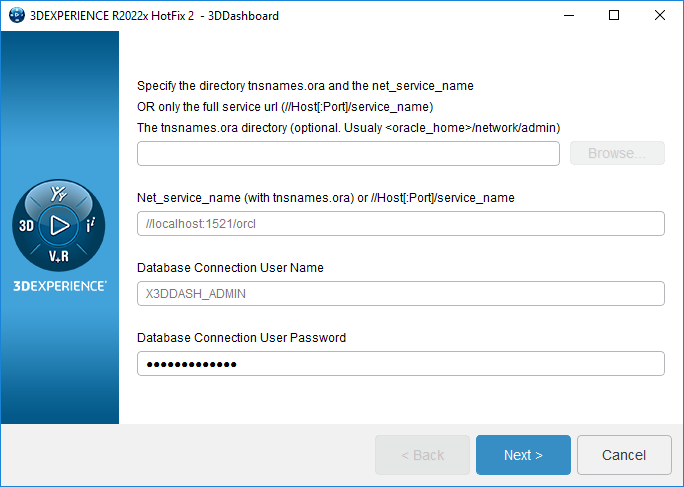 3DEXPERIENCE R2022x HotFix 2 - 3DDashboard
Specify the directory tnsnames.ora and the net_service_name
OR only the full service url (//Host[:Port]/service_name)
The tnsnames.ora directory (optional. Usualy <oracle_home>/network/admin)
Browse...
Net_service_name (with tnsnames.ora) or //Host[:Port]/service_name
//localhost:1521/orcl
3D
i²
V+R
3DEXPERIENCE
Database Connection User Name
X3DDASH_ADMIN
Database Connection User Password
●●●●●●●●●●●●●
< Back
Next >
Cancel